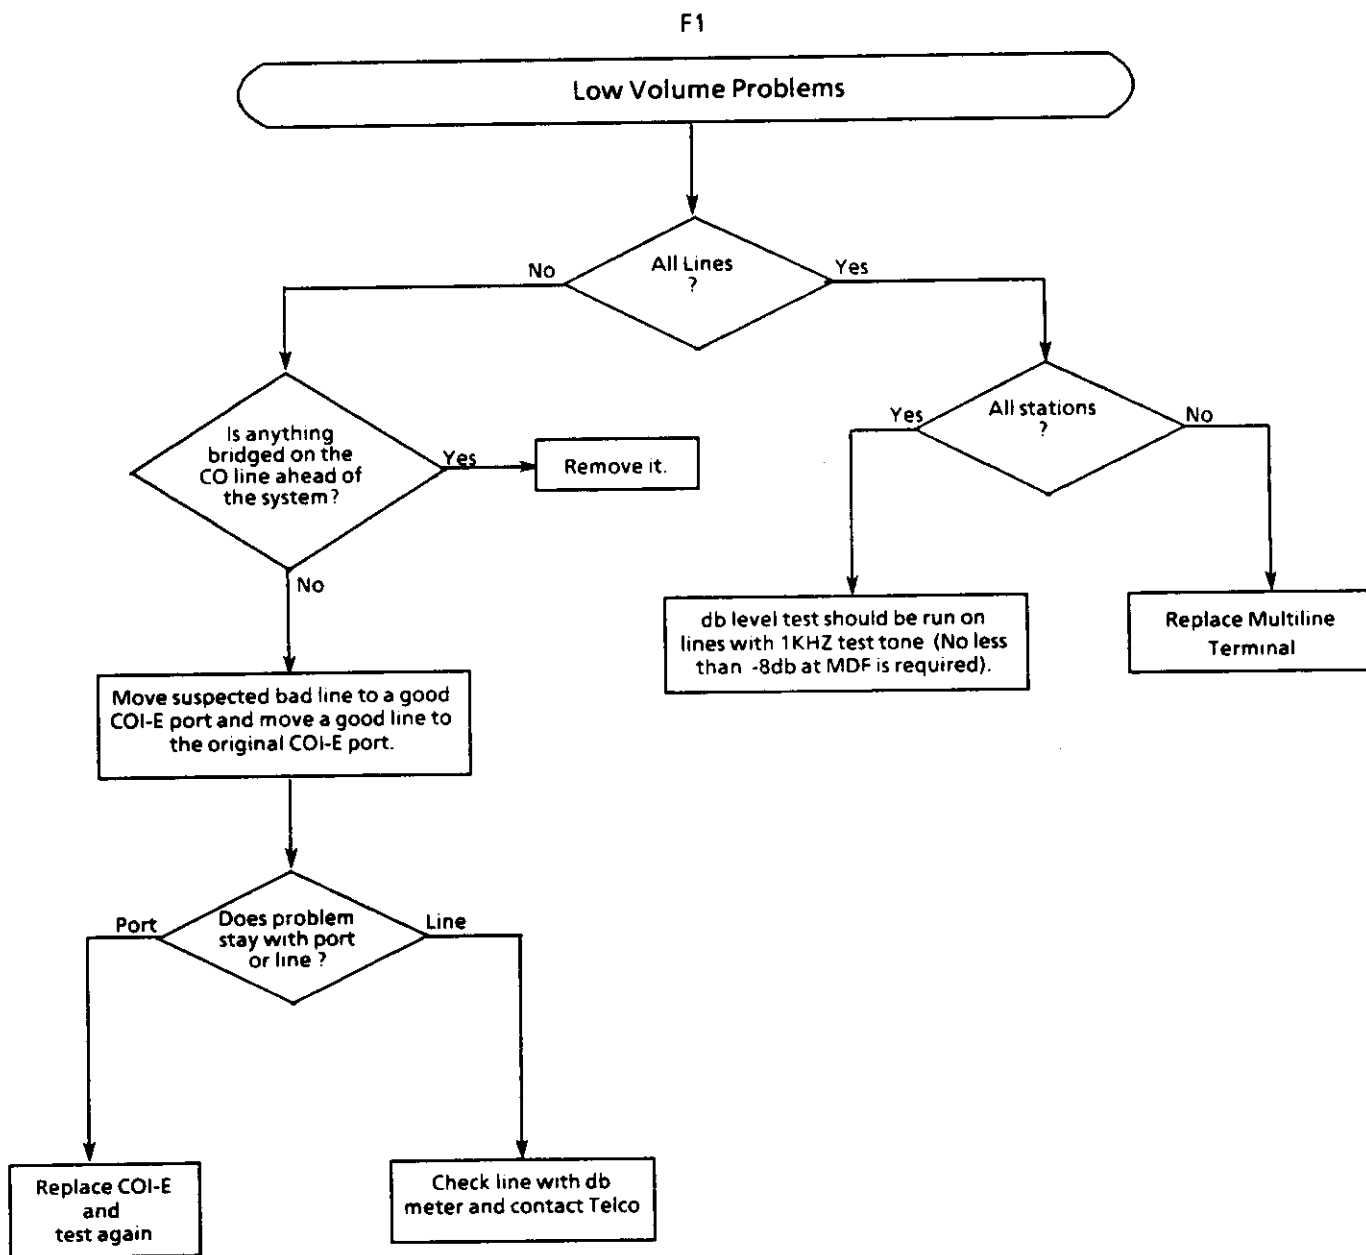 F1
Low Volume Problems
All Lines
?
No
Yes
All stations
?
Yes
No
Is anything
bridged on the
CO line ahead of
the system?
Yes
Remove it.
No
db level test should be run on
lines with 1KHZ test tone (No less
than -8db at MDF is required).
Replace Multiline
Terminal
Move suspected bad line to a good
COI-E port and move a good line to
the original COI-E port.
Does problem
stay with port
or line ?
Port
Line
Replace COI-E
and
test again
Check line with db
meter and contact Telco